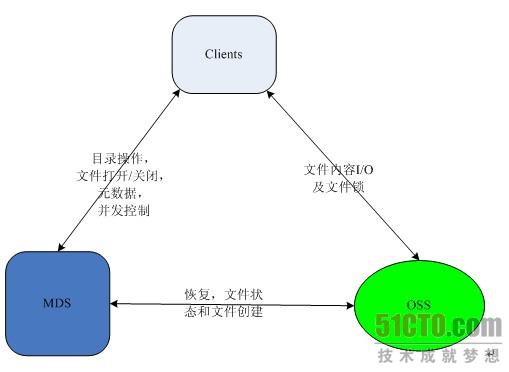 Clients
目录操作，
文件打开/关闭，
元数据，
并发控制
文件内容I/O
及文件锁
MDS
恢复，文件状
态和文件创建
OSS
51CTO.com
技术成就梦想